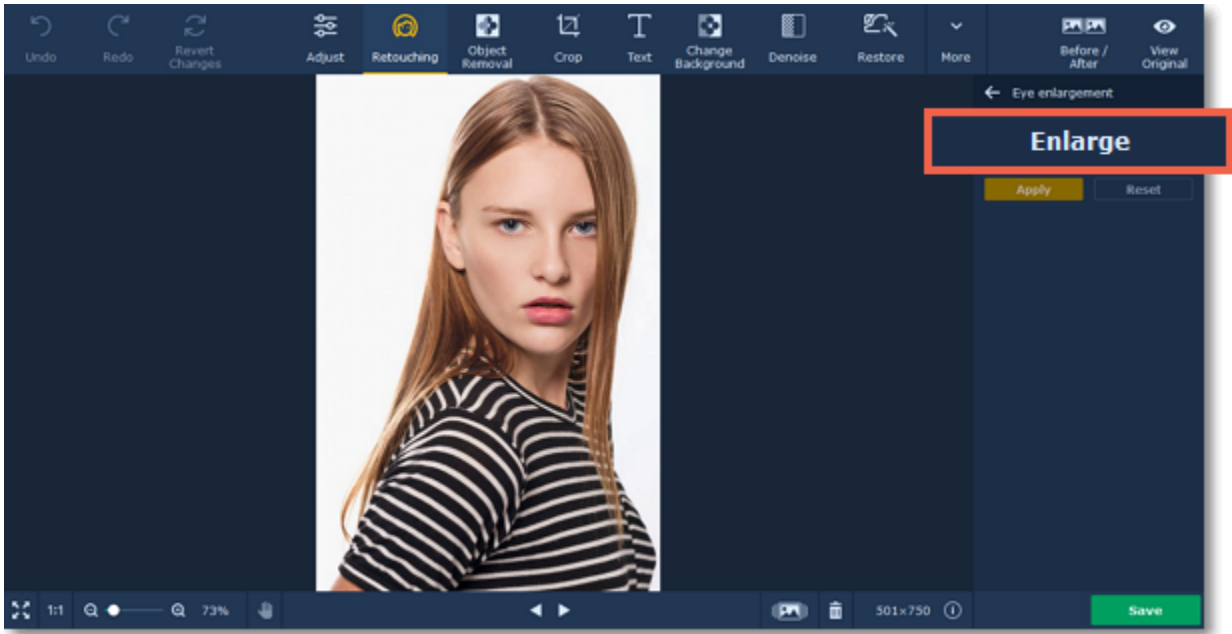 Undo
Redo
Revert
Changes
Adjust
Retouching
Object
Removal
Crop
Text
Change
Background
Denoise
Restore
More
Before /
After
View
Original
Eye enlargement
Enlarge
Apply
Reset
1:1
73%
501×750
Save